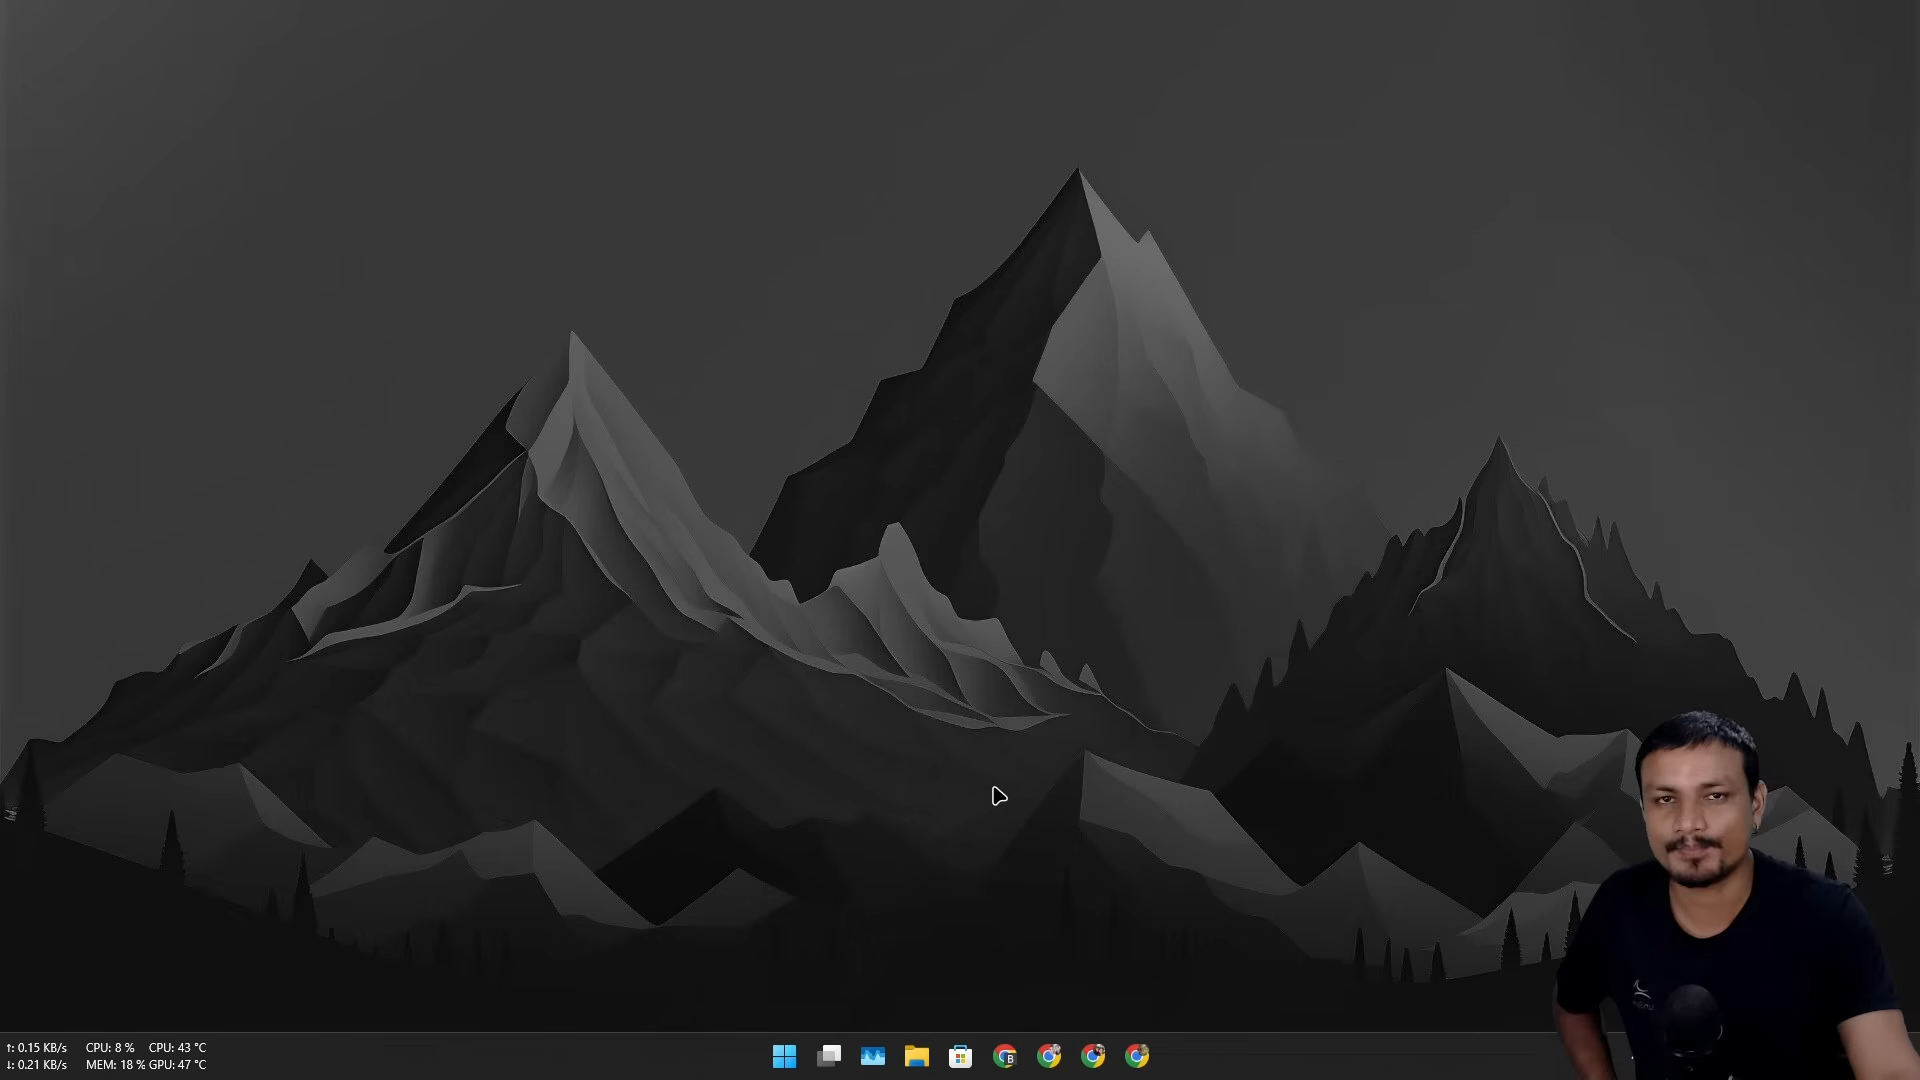 ↑: 0.15 KB/s CPU: 8 % CPU: 43 °C
↓: 0.21 KB/s MEM: 18 % GPU: 47 °C
B